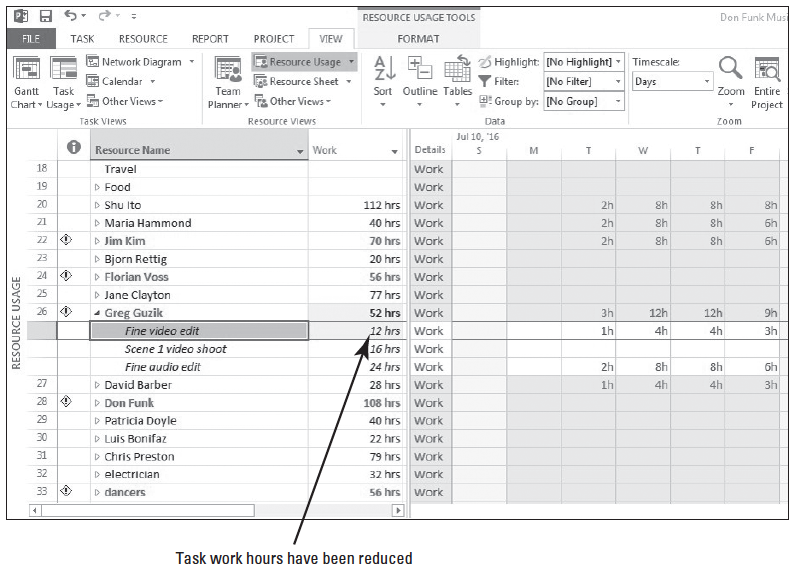 RESOURCE USAGE TOOLS
Don Funk Musi
FILE TASK RESOURCE REPORT PROJECT VIEW FORMAT
Gantt Chart
Task Usage
Network Diagram
Calendar
Other Views
Task Views
Team Planner
Resource Usage
Resource Sheet
Other Views
Resource Views
Sort
Outline
Tables
Highlight: [No Highlight]
Filter: [No Filter]
Group by: [No Group]
Data
Timescale:
Days
Zoom
Entire Project
Zoom
Jul 10, '16
Resource Name Work Details S M T W T F
18 Travel Work
19 Food Work
20 Shu Ito 112 hrs Work 2h 8h 8h 8h
21 Maria Hammond 40 hrs Work 2h 8h 8h 6h
22 Jim Kim 70 hrs Work 2h 8h 8h 6h
23 Bjorn Rettig 20 hrs Work
24 Florian Voss 56 hrs Work
25 Jane Clayton 77 hrs Work
26 Greg Guzik 52 hrs Work 3h 12h 12h 9h
Fine video edit 12 hrs Work 1h 4h 4h 3h
Scene 1 video shoot 16 hrs Work
Fine audio edit 24 hrs Work 2h 8h 8h 6h
27 David Barber 28 hrs Work 1h 4h 4h 3h
28 Don Funk 108 hrs Work
29 Patricia Doyle 40 hrs Work
30 Luis Bonifaz 22 hrs Work
31 Chris Preston 79 hrs Work
32 electrician 32 hrs Work
33 dancers 56 hrs Work
RESOURCE USAGE
Task work hours have been reduced